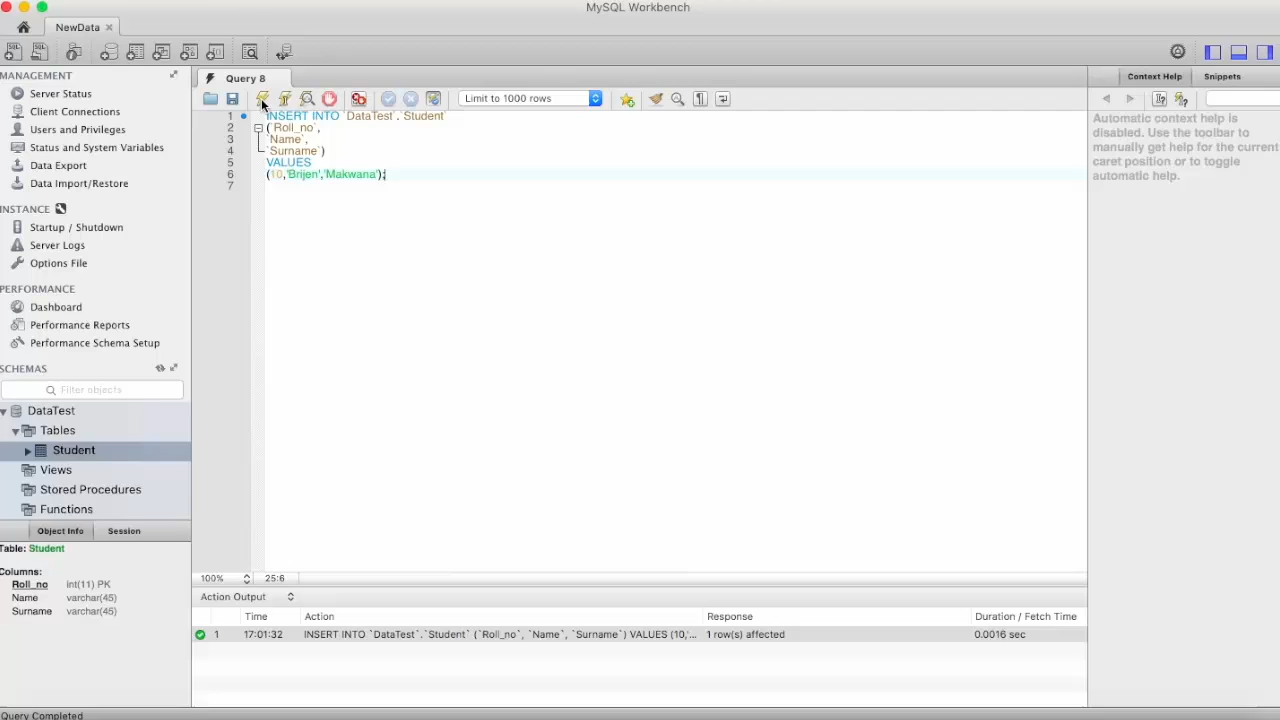 MySQL Workbench
NewData
MANAGEMENT
Server Status
Client Connections
Users and Privileges
Status and System Variables
Data Export
Data Import/Restore
INSTANCE
Startup / Shutdown
Server Logs
Options File
PERFORMANCE
Dashboard
Performance Reports
Performance Schema Setup
SCHEMAS
Filter objects
DataTest
Tables
Student
Views
Stored Procedures
Functions
Object Info Session
Table: Student
Columns:
Roll_no int(11) PK
Name varchar(45)
Surname varchar(45)
Query Completed
Query 8
Limit to 1000 rows
1 INSERT INTO `DataTest`.`Student`
2 (`Roll_no`,
3 `Name`,
4 `Surname`)
5 VALUES
6 (10,'Brijen','Makwana');
7
100% 25:6
Action Output
Time Action Response Duration / Fetch Time
1 17:01:32 INSERT INTO `DataTest`.`Student` (`Roll_no`, `Name`, `Surname`) VALUES (10,'... 1 row(s) affected 0.0016 sec
Context Help Snippets
Automatic context help is
disabled. Use the toolbar to
manually get help for the current
caret position or to toggle
automatic help.